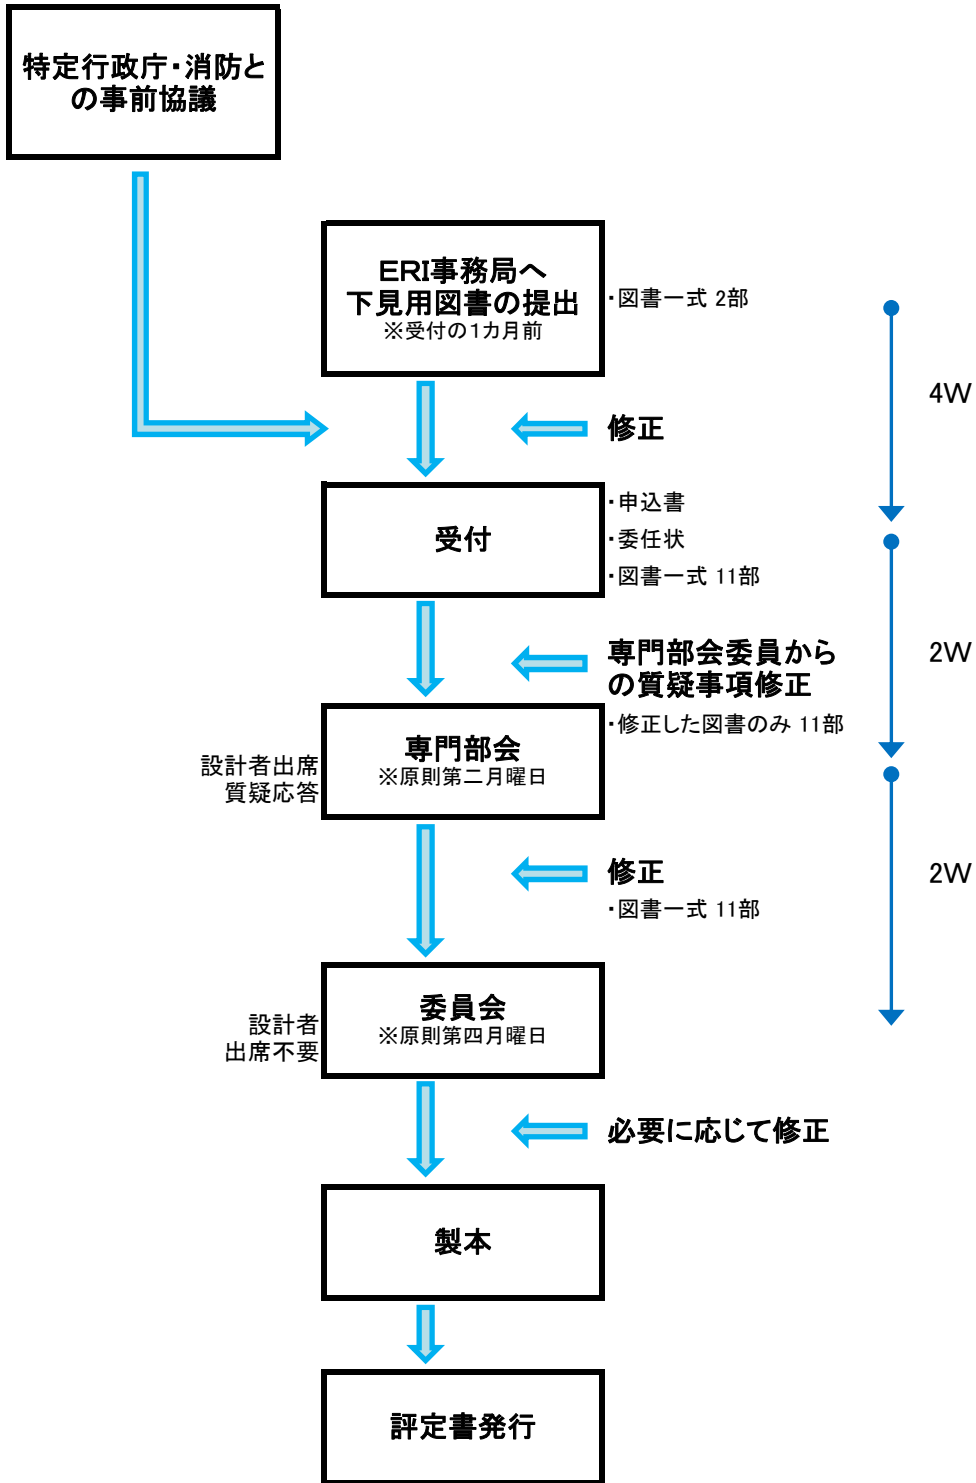 特定行政庁・消防と
の事前協議
ERI事務局へ
下見用図書の提出
※受付の1カ月前
・図書一式 2部
4W
修正
受付
・申込書
・委任状
・図書一式 11部
専門部会委員から
の質疑事項修正
・修正した図書のみ 11部
2W
専門部会
※原則第二月曜日
設計者出席
質疑応答
修正
・図書一式 11部
2W
委員会
※原則第四月曜日
設計者
出席不要
必要に応じて修正
製本
評定書発行